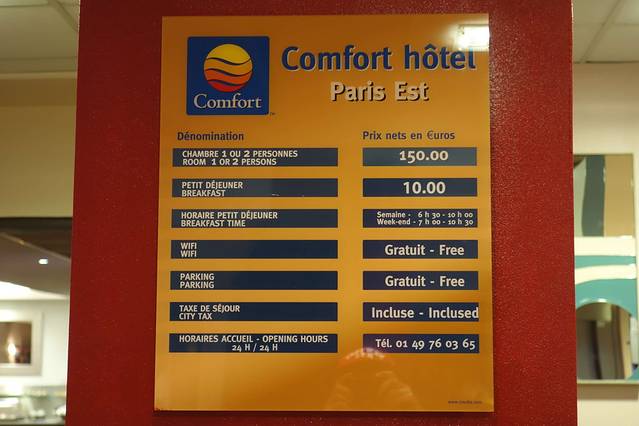 Comfort
Comfort hôtel
Paris Est
Dénomination
Prix nets en €uros
CHAMBRE 1 OU 2 PERSONNES
ROOM 1 OR 2 PERSONS
150.00
PETIT DÉJEUNER
BREAKFAST
10.00
HORAIRE PETIT DÉJEUNER
BREAKFAST TIME
Semaine - 6 h 30 - 10 h 00
Week-end - 7 h 00 - 10 h 30
WIFI
WIFI
Gratuit - Free
PARKING
PARKING
Gratuit - Free
TAXE DE SÉJOUR
CITY TAX
Incluse - Included
HORAIRES ACCUEIL - OPENING HOURS
24 H / 24 H
Tél. 01 49 76 03 65